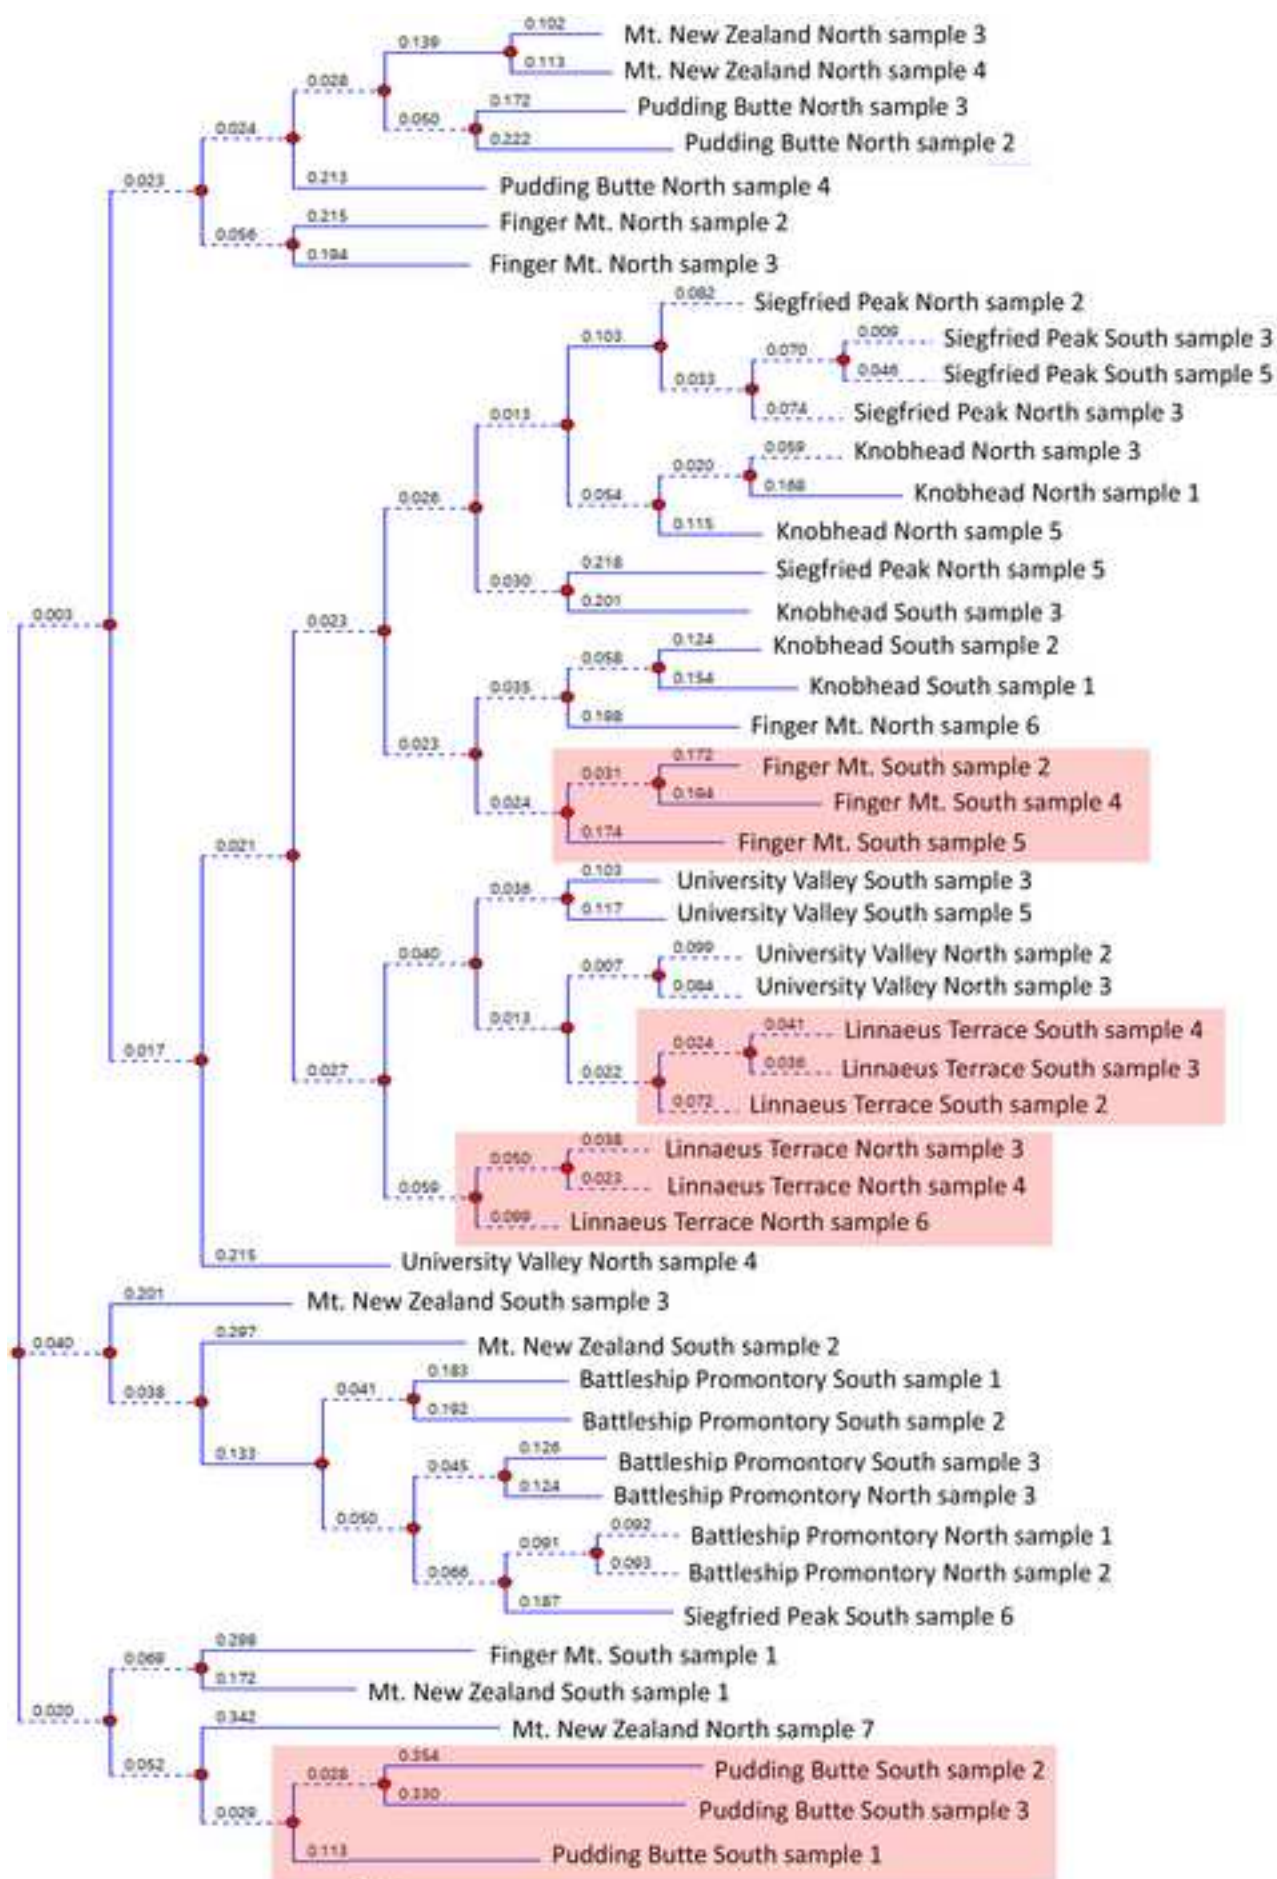 0.102
Mt. New Zealand North sample 3
0.139
0.113
Mt. New Zealand North sample 4
0.028
0.172
Pudding Butte North sample 3
0.050
0.024
0.222
Pudding Butte North sample 2
0.023
0.213
Pudding Butte North sample 4
0.215
Finger Mt. North sample 2
0.056
0.194
Finger Mt. North sample 3
0.082
Siegfried Peak North sample 2
0.009
Siegfried Peak South sample 3
0.103
0.070
0.046
Siegfried Peak South sample 5
0.033
0.074
Siegfried Peak North sample 3
0.013
0.059
Knobhead North sample 3
0.020
0.168
Knobhead North sample 1
0.026
0.054
0.115
Knobhead North sample 5
0.218
Siegfried Peak North sample 5
0.030
0.201
Knobhead South sample 3
0.003
0.023
0.124
Knobhead South sample 2
0.058
0.154
Knobhead South sample 1
0.035
0.198
Finger Mt. North sample 6
0.023
0.172
Finger Mt. South sample 2
0.031
0.194
Finger Mt. South sample 4
0.024
0.174
Finger Mt. South sample 5
0.021
0.103
University Valley South sample 3
0.036
0.117
University Valley South sample 5
0.040
0.099
University Valley North sample 2
0.007
0.084
University Valley North sample 3
0.013
0.041
Linnaeus Terrace South sample 4
0.024
0.036
Linnaeus Terrace South sample 3
0.017
0.027
0.022
0.072
Linnaeus Terrace South sample 2
0.038
Linnaeus Terrace North sample 3
0.050
0.023
Linnaeus Terrace North sample 4
0.059
0.099
Linnaeus Terrace North sample 6
0.215
University Valley North sample 4
0.201
Mt. New Zealand South sample 3
0.040
0.297
Mt. New Zealand South sample 2
0.038
0.183
Battleship Promontory South sample 1
0.041
0.192
Battleship Promontory South sample 2
0.133
0.126
Battleship Promontory South sample 3
0.045
0.124
Battleship Promontory North sample 3
0.050
0.092
Battleship Promontory North sample 1
0.091
0.093
Battleship Promontory North sample 2
0.066
0.187
Siegfried Peak South sample 6
0.298
Finger Mt. South sample 1
0.069
0.172
Mt. New Zealand South sample 1
0.020
0.342
Mt. New Zealand North sample 7
0.052
0.354
Pudding Butte South sample 2
0.028
0.330
Pudding Butte South sample 3
0.029
0.113
Pudding Butte South sample 1